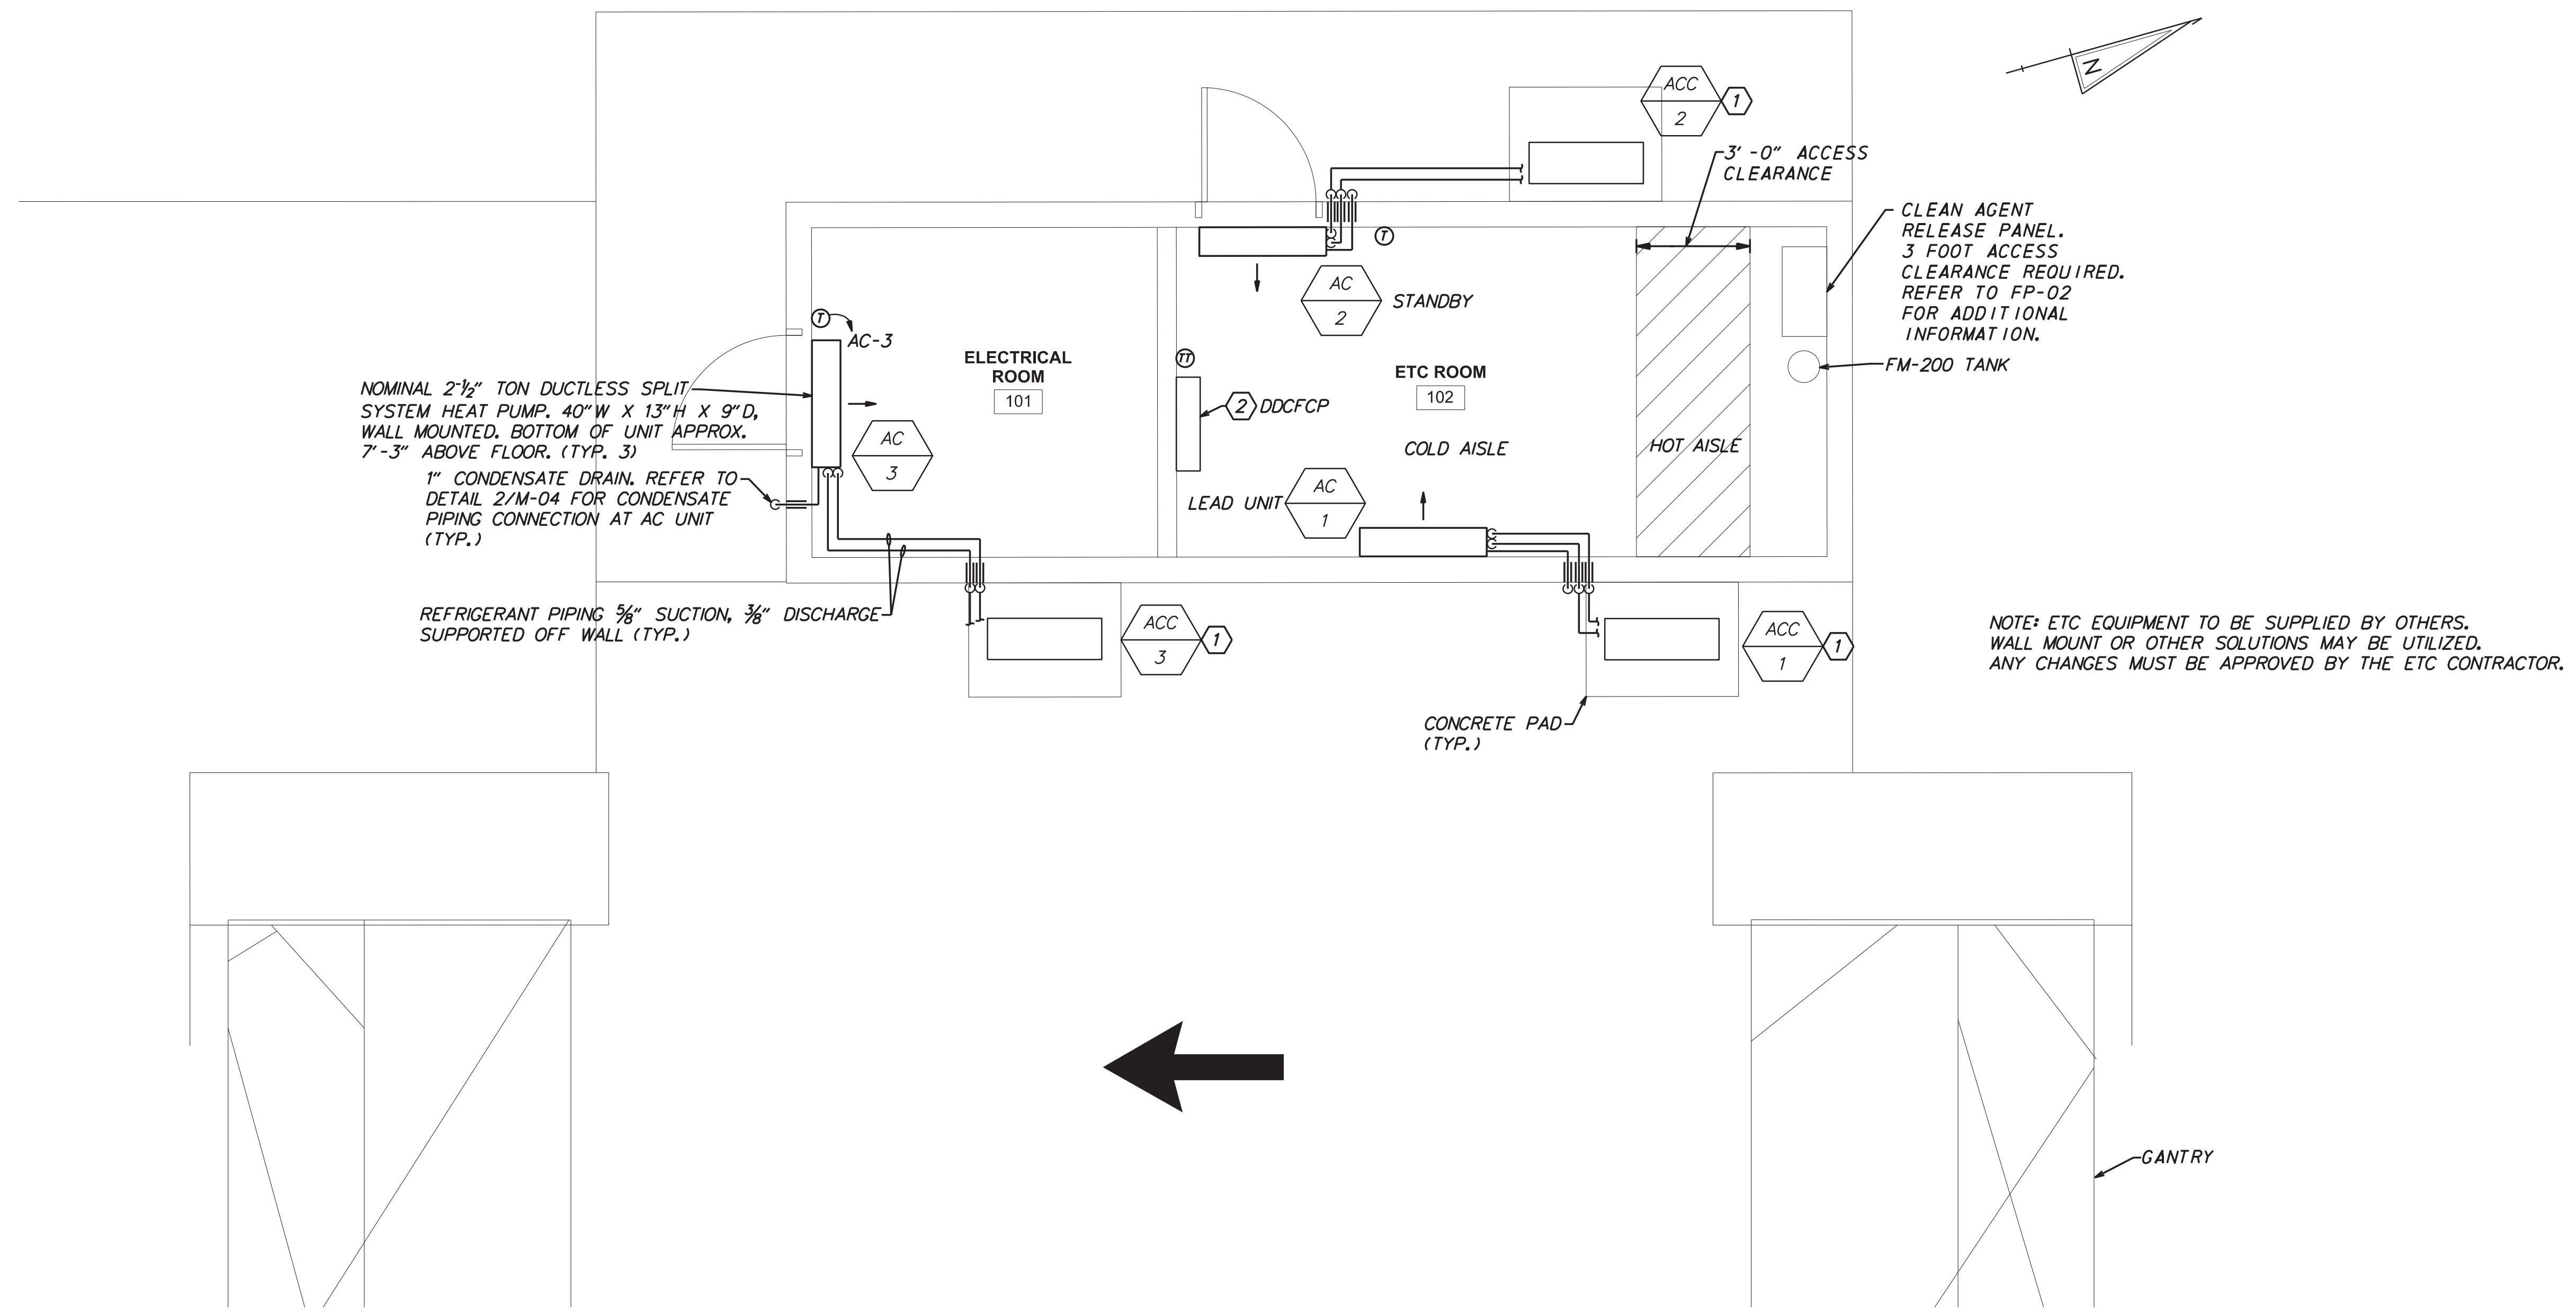 N
ACC
2
1
3'-0" ACCESS
CLEARANCE
CLEAN AGENT
RELEASE PANEL.
3 FOOT ACCESS
CLEARANCE REQUIRED.
REFER TO FP-02
FOR ADDITIONAL
INFORMATION.
FM-200 TANK
T
AC
2
STANDBY
T
AC-3
ELECTRICAL
ROOM
101
TT
ETC ROOM
102
2 DDCFCP
COLD AISLE
HOT AISLE
NOMINAL 2-½" TON DUCTLESS SPLIT
SYSTEM HEAT PUMP. 40"W X 13"H X 9"D,
WALL MOUNTED. BOTTOM OF UNIT APPROX.
7'-3" ABOVE FLOOR. (TYP. 3)
AC
3
1" CONDENSATE DRAIN. REFER TO
DETAIL 2/M-04 FOR CONDENSATE
PIPING CONNECTION AT AC UNIT
(TYP.)
LEAD UNIT
AC
1
REFRIGERANT PIPING ⅝" SUCTION, ⅜" DISCHARGE
SUPPORTED OFF WALL (TYP.)
ACC
3
1
ACC
1
1
NOTE: ETC EQUIPMENT TO BE SUPPLIED BY OTHERS.
WALL MOUNT OR OTHER SOLUTIONS MAY BE UTILIZED.
ANY CHANGES MUST BE APPROVED BY THE ETC CONTRACTOR.
CONCRETE PAD
(TYP.)
GANTRY